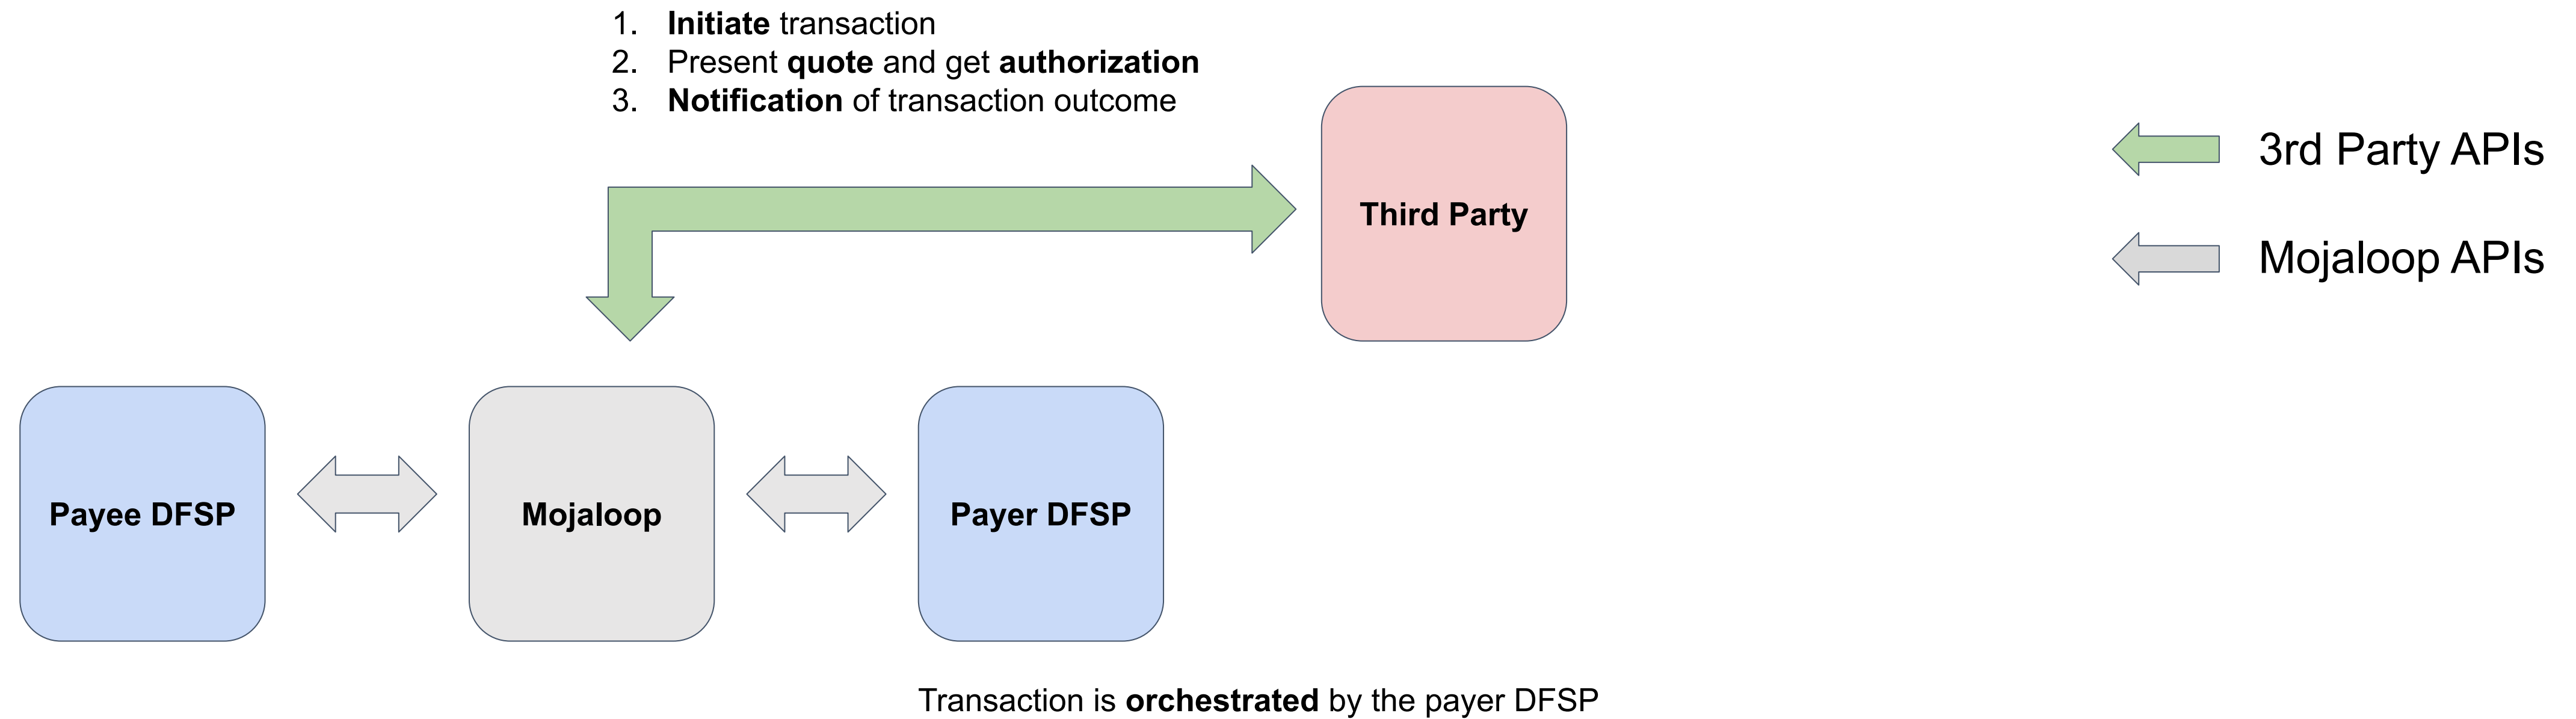 1. Initiate transaction
2. Present quote and get authorization
3. Notification of transaction outcome
Third Party
3rd Party APIs
Mojaloop APIs
Payee DFSP
Mojaloop
Payer DFSP
Transaction is orchestrated by the payer DFSP